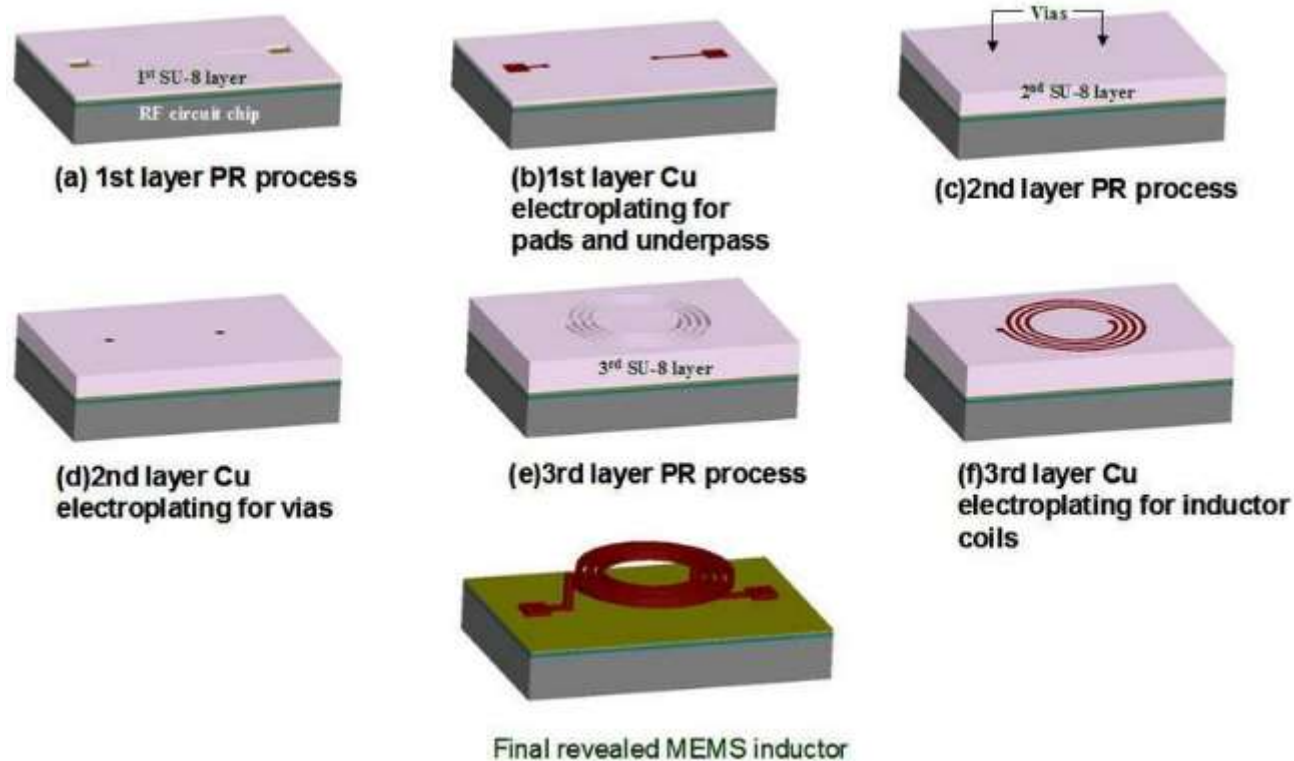 1st SU-8 layer
RF circuit chip
(a) 1st layer PR process
(b)1st layer Cu
electroplating for
pads and underpass
Vias
2nd SU-8 layer
(c)2nd layer PR process
(d)2nd layer Cu
electroplating for vias
3rd SU-8 layer
(e)3rd layer PR process
(f)3rd layer Cu
electroplating for inductor
coils
Final revealed MEMS inductor